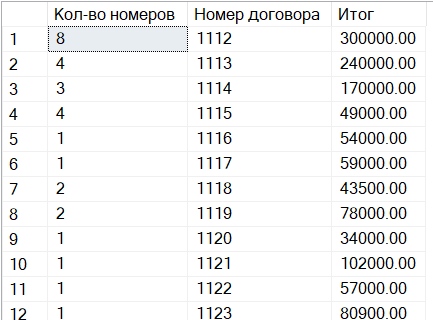 Кол-во номеров Номер договора Итог
1 8 1112 300000.00
2 4 1113 240000.00
3 3 1114 170000.00
4 4 1115 49000.00
5 1 1116 54000.00
6 1 1117 59000.00
7 2 1118 43500.00
8 2 1119 78000.00
9 1 1120 34000.00
10 1 1121 102000.00
11 1 1122 57000.00
12 1 1123 80900.00